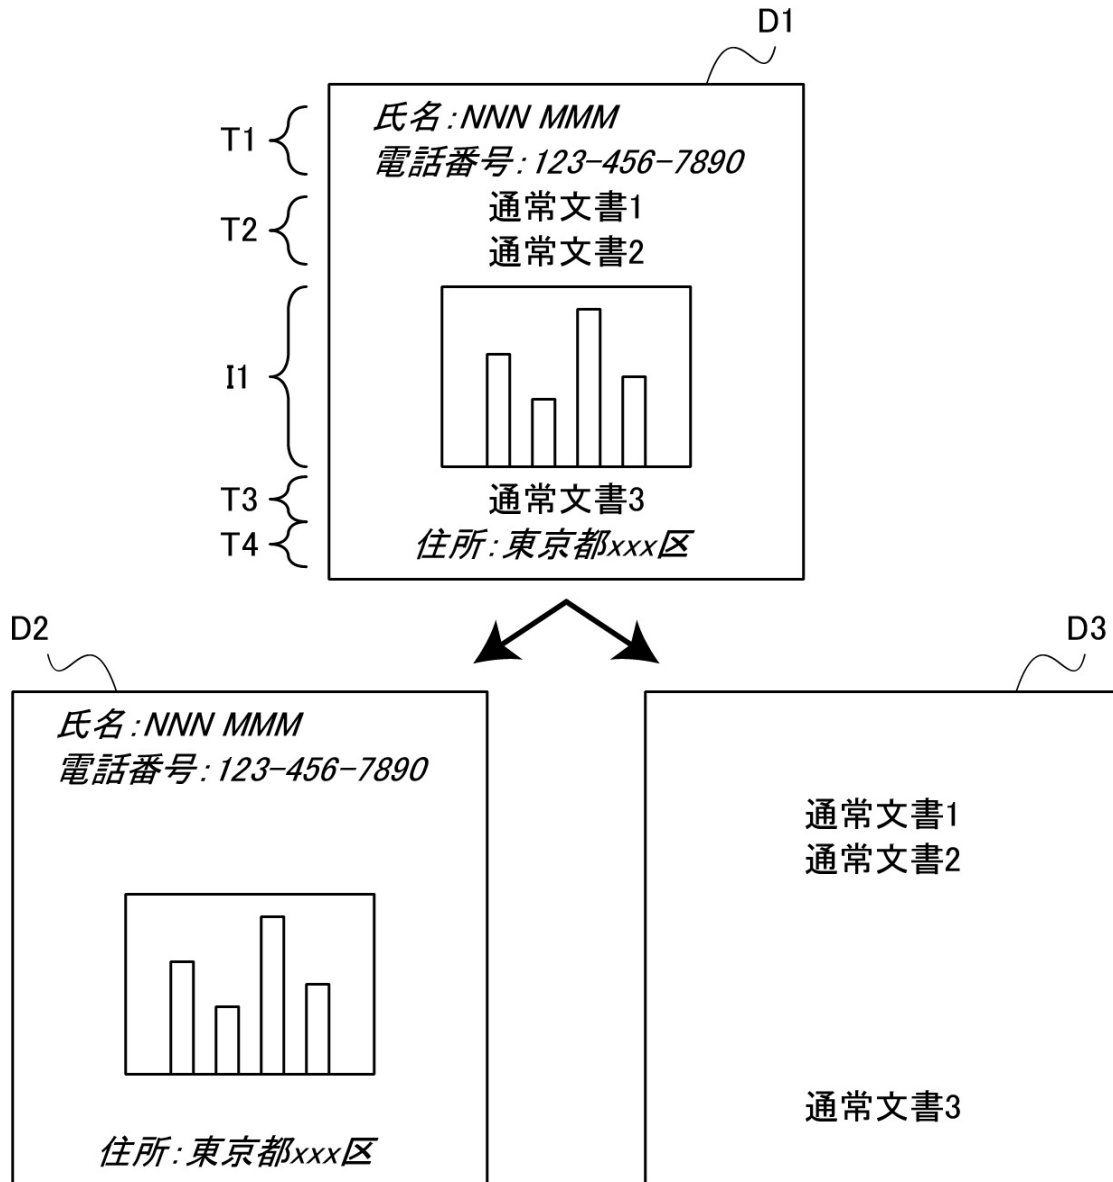 D1
T1
氏名:NNN MMM
電話番号:123-456-7890
T2
通常文書1
通常文書2
I1
T3
通常文書3
T4
住所:東京都xxx区
D2
氏名:NNN MMM
電話番号:123-456-7890
住所:東京都xxx区
D3
通常文書1
通常文書2
通常文書3